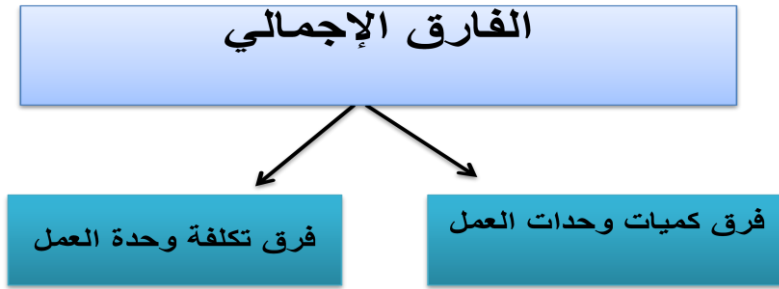 الفارق الإجمالي
فرق كميات وحدات العمل
فرق تكلفة وحدة العمل